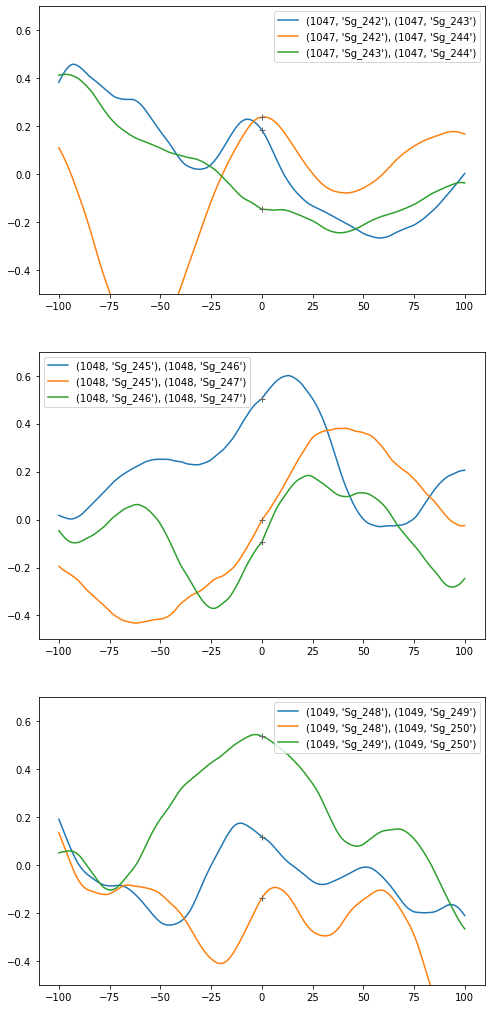 0.6
0.4
0.2
0.0
−0.2
−0.4
(1047, 'Sg_242'), (1047, 'Sg_243')
(1047, 'Sg_242'), (1047, 'Sg_244')
(1047, 'Sg_243'), (1047, 'Sg_244')
−100 −75 −50 −25 0 25 50 75 100
0.6
0.4
0.2
0.0
−0.2
−0.4
(1048, 'Sg_245'), (1048, 'Sg_246')
(1048, 'Sg_245'), (1048, 'Sg_247')
(1048, 'Sg_246'), (1048, 'Sg_247')
−100 −75 −50 −25 0 25 50 75 100
0.6
0.4
0.2
0.0
−0.2
−0.4
(1049, 'Sg_248'), (1049, 'Sg_249')
(1049, 'Sg_248'), (1049, 'Sg_250')
(1049, 'Sg_249'), (1049, 'Sg_250')
−100 −75 −50 −25 0 25 50 75 100